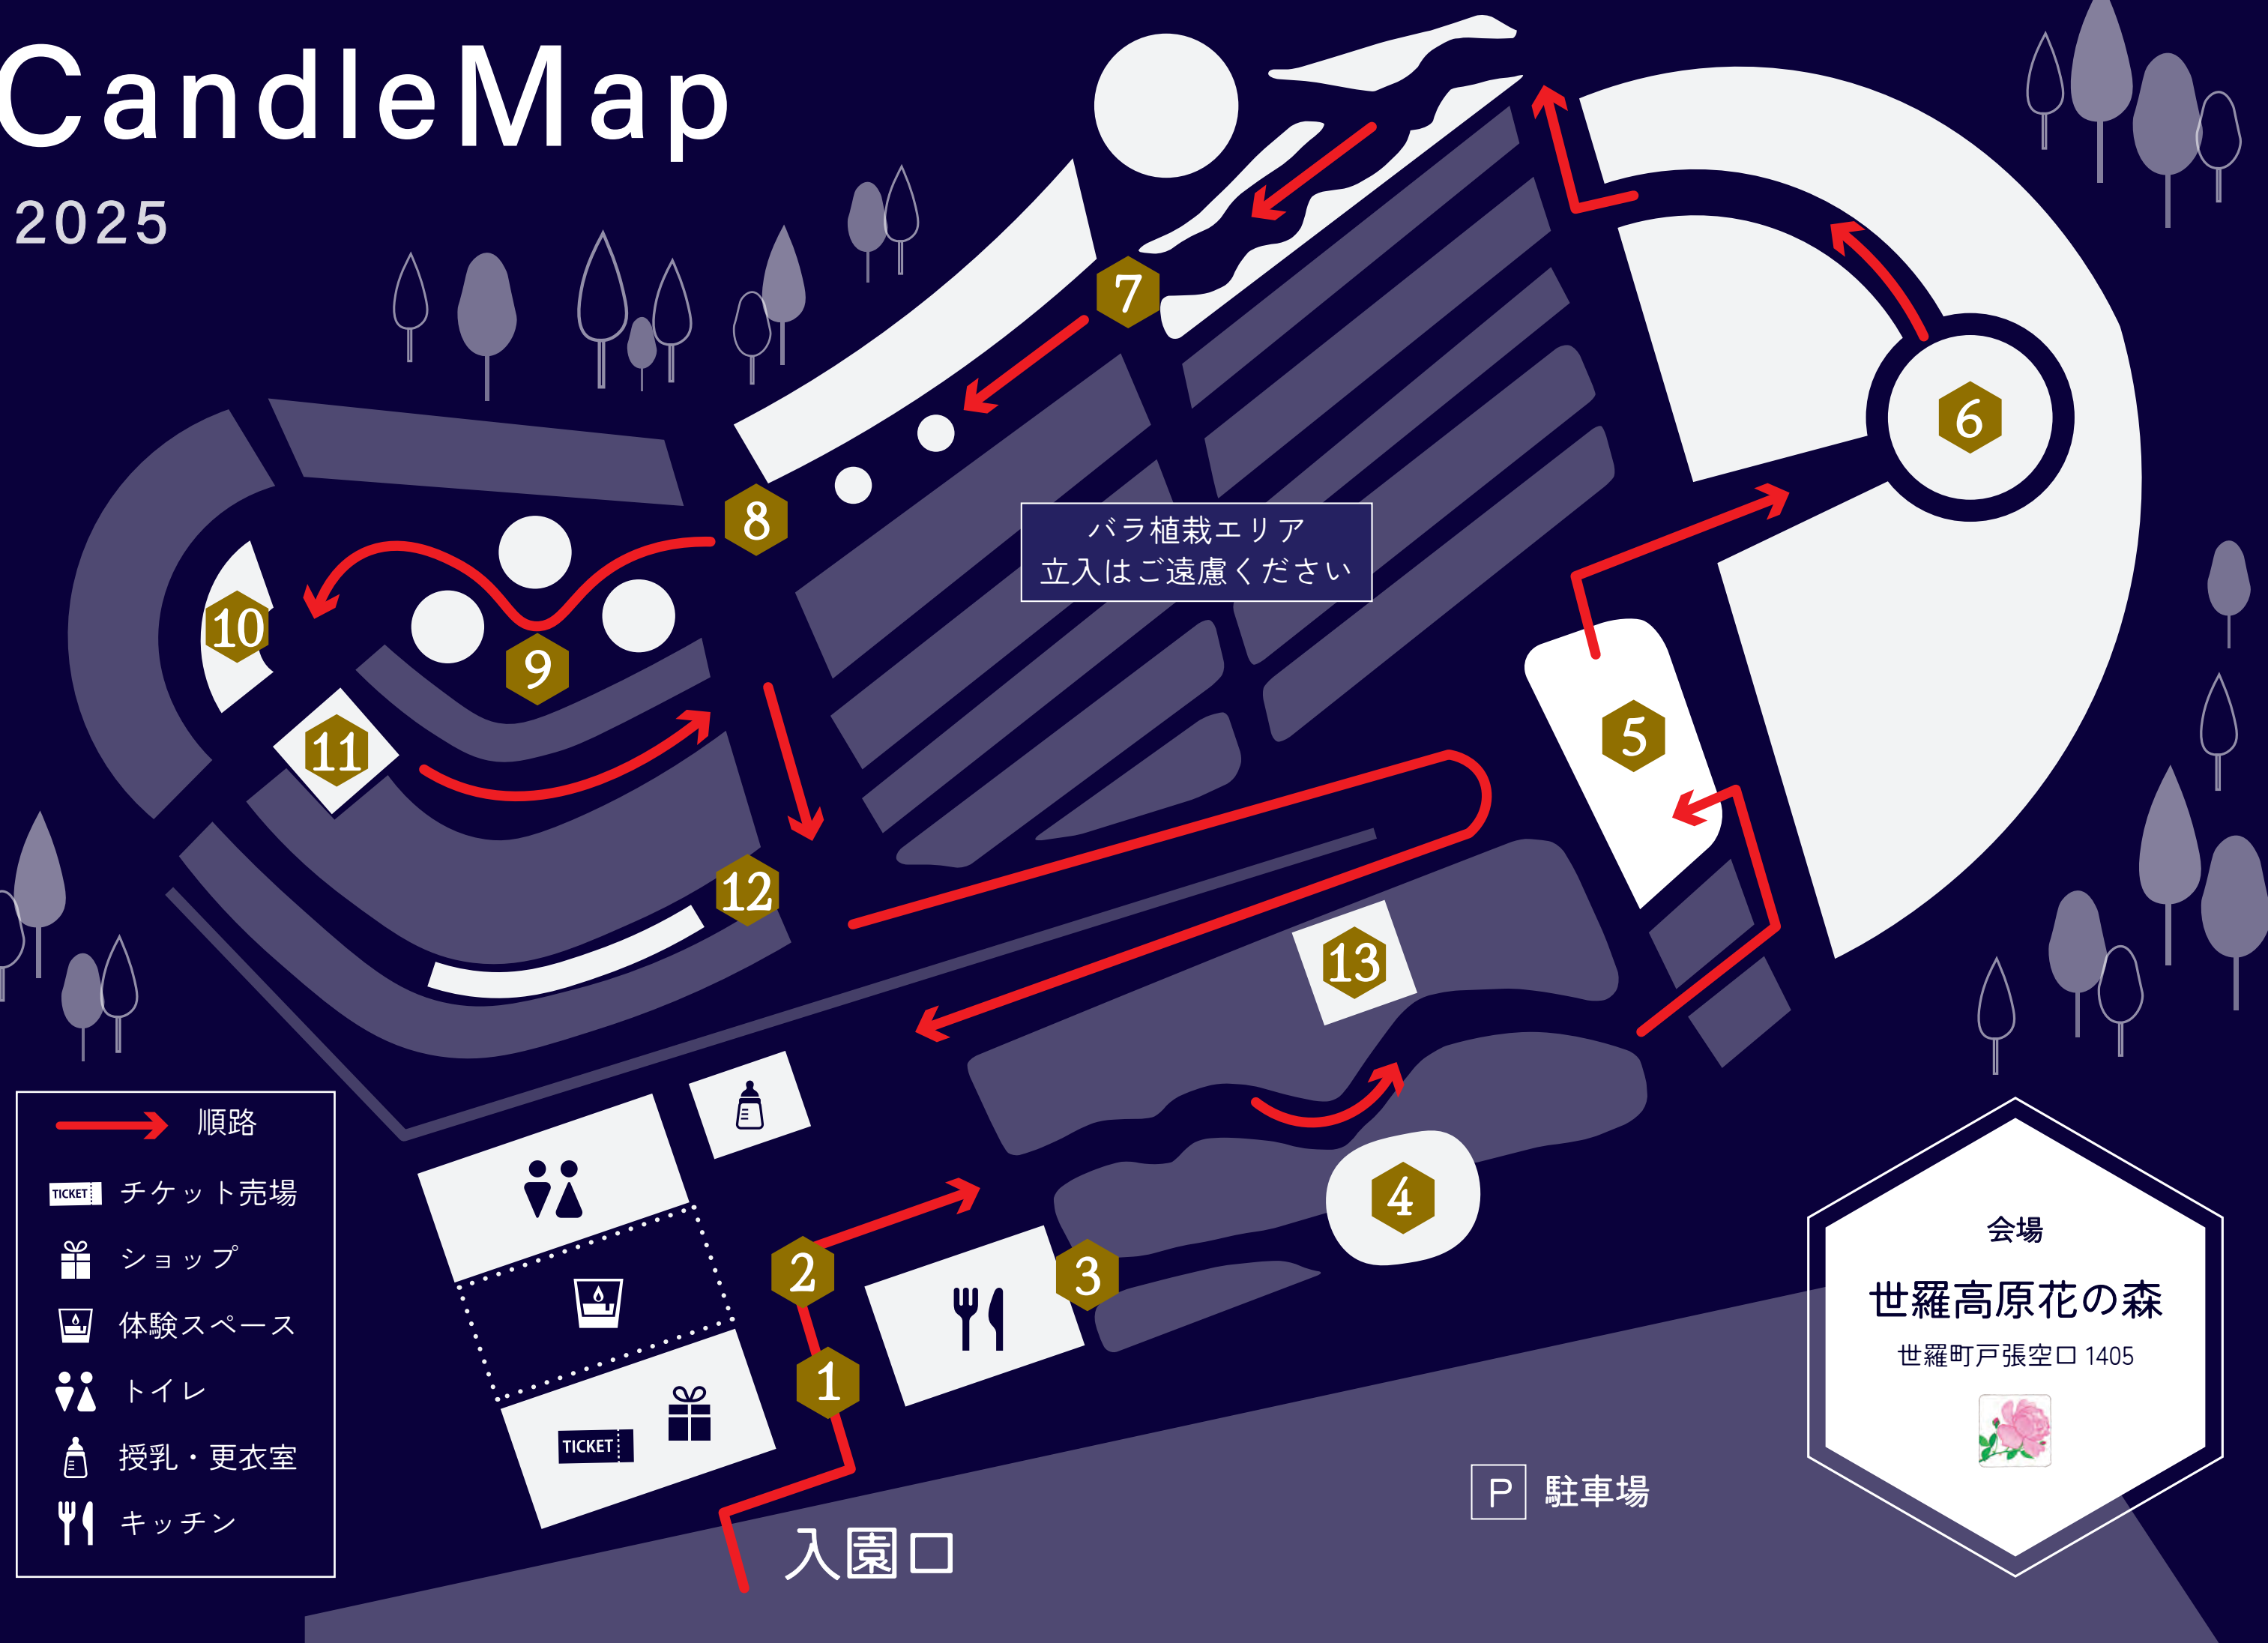 CandleMap
2025
7
6
8
バラ植栽エリア
立入はご遠慮ください
10
9
5
11
12
13
4
2
3
1
順路
TICKET チケット売場
ショップ
体験スペース
トイレ
授乳・更衣室
キッチン
TICKET
入園口
P 駐車場
会場
世羅高原花の森
世羅町戸張空口 1405